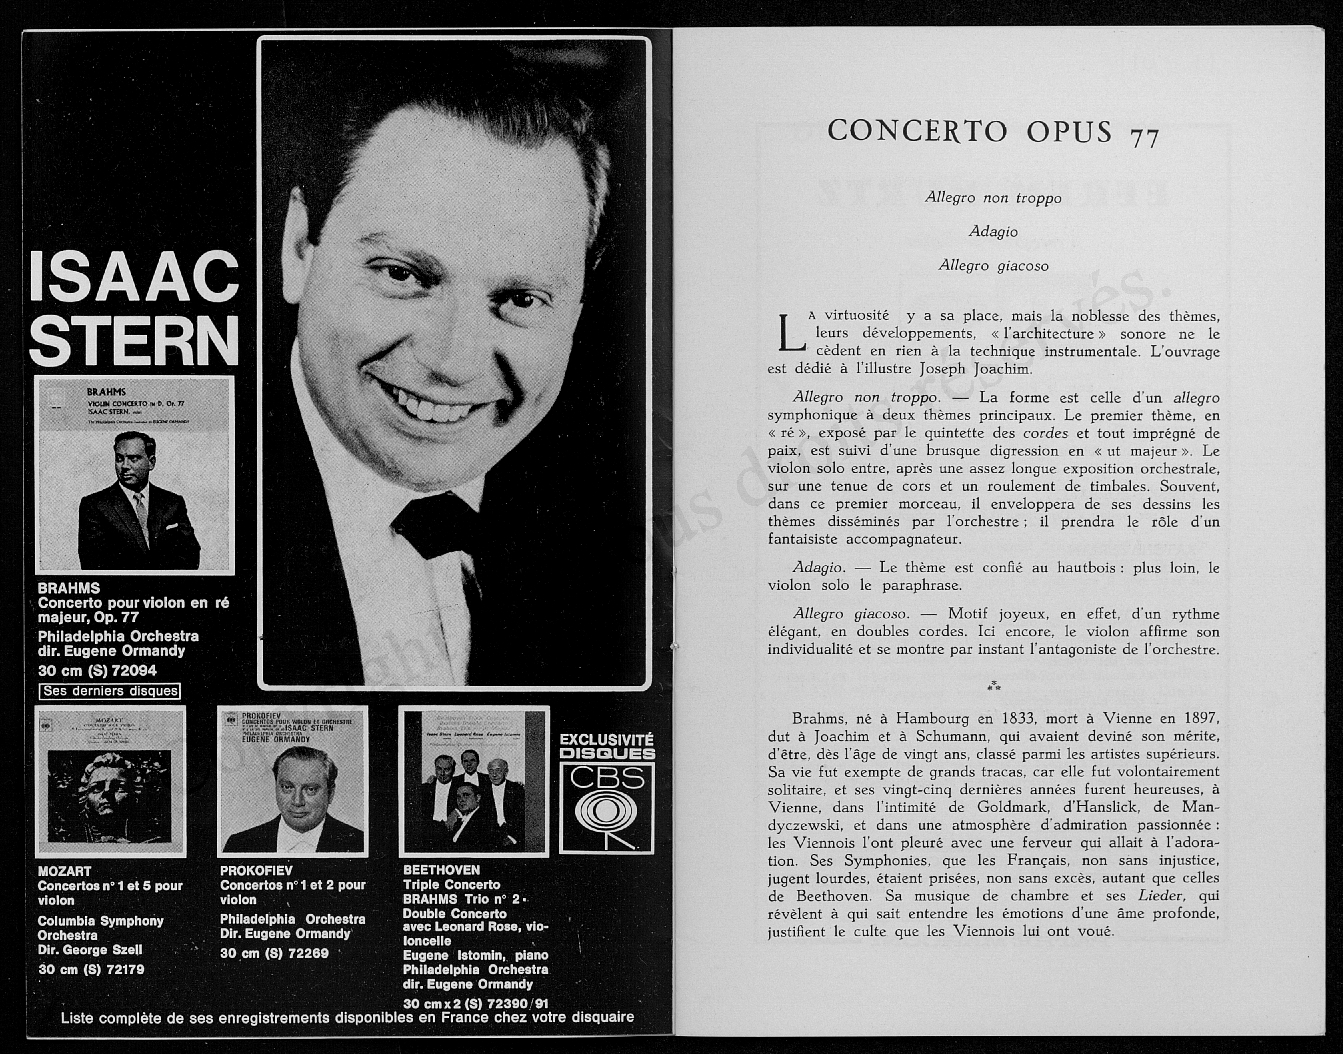 ISAAC
STERN
BRAHMS
VIOLIN CONCERTO IN D, Op. 77
ISAAC STERN,
BRAHMS
Concerto pour violon en ré
majeur, Op. 77
Philadelphia Orchestra
dir. Eugene Ormandy
30 cm (S) 72094
Ses derniers disques
MOZART
MOZART
Concertos n° 1 et 5 pour
violon
Columbia Symphony
Orchestra
Dir. George Szell
30 cm (S) 72179
PROKOFIEV
CONCERTOS POUR VIOLON ET ORCHESTRE
ISAAC STERN
PHILADELPHIA ORCHESTRA
EUGENE ORMANDY
PROKOFIEV
Concertos n° 1 et 2 pour
violon
Philadelphia Orchestra
Dir. Eugene Ormandy
30 cm (S) 72269
Isaac Stern, Leonard Rose, Eugene Istomin
BEETHOVEN
Triple Concerto
BRAHMS Trio n° 2 •
Double Concerto
avec Leonard Rose, vio-
loncelle
Eugene Istomin, piano
Philadelphia Orchestra
dir. Eugene Ormandy
30 cm x 2 (S) 72390/91
EXCLUSIVITÉ
DISQUES
CBS
Liste complète de ses enregistrements disponibles en France chez votre disquaire
CONCERTO OPUS 77
Allegro non troppo
Adagio
Allegro giacoso
LA virtuosité y a sa place, mais la noblesse des thèmes,
leurs développements, « l'architecture » sonore ne le
cèdent en rien à la technique instrumentale. L'ouvrage
est dédié à l'illustre Joseph Joachim.
Allegro non troppo. — La forme est celle d'un allegro
symphonique à deux thèmes principaux. Le premier thème, en
« ré », exposé par le quintette des cordes et tout imprégné de
paix, est suivi d'une brusque digression en « ut majeur ». Le
violon solo entre, après une assez longue exposition orchestrale,
sur une tenue de cors et un roulement de timbales. Souvent,
dans ce premier morceau, il enveloppera de ses dessins les
thèmes disséminés par l'orchestre ; il prendra le rôle d'un
fantaisiste accompagnateur.
Adagio. — Le thème est confié au hautbois : plus loin, le
violon solo le paraphrase.
Allegro giacoso. — Motif joyeux, en effet, d'un rythme
élégant, en doubles cordes. Ici encore, le violon affirme son
individualité et se montre par instant l'antagoniste de l'orchestre.
***
Brahms, né à Hambourg en 1833, mort à Vienne en 1897,
dut à Joachim et à Schumann, qui avaient deviné son mérite,
d'être, dès l'âge de vingt ans, classé parmi les artistes supérieurs.
Sa vie fut exempte de grands tracas, car elle fut volontairement
solitaire, et ses vingt-cinq dernières années furent heureuses, à
Vienne, dans l'intimité de Goldmark, d'Hanslick, de Man-
dyczewski, et dans une atmosphère d'admiration passionnée :
les Viennois l'ont pleuré avec une ferveur qui allait à l'adora-
tion. Ses Symphonies, que les Français, non sans injustice,
jugent lourdes, étaient prisées, non sans excès, autant que celles
de Beethoven. Sa musique de chambre et ses Lieder, qui
révèlent à qui sait entendre les émotions d'une âme profonde,
justifient le culte que les Viennois lui ont voué.